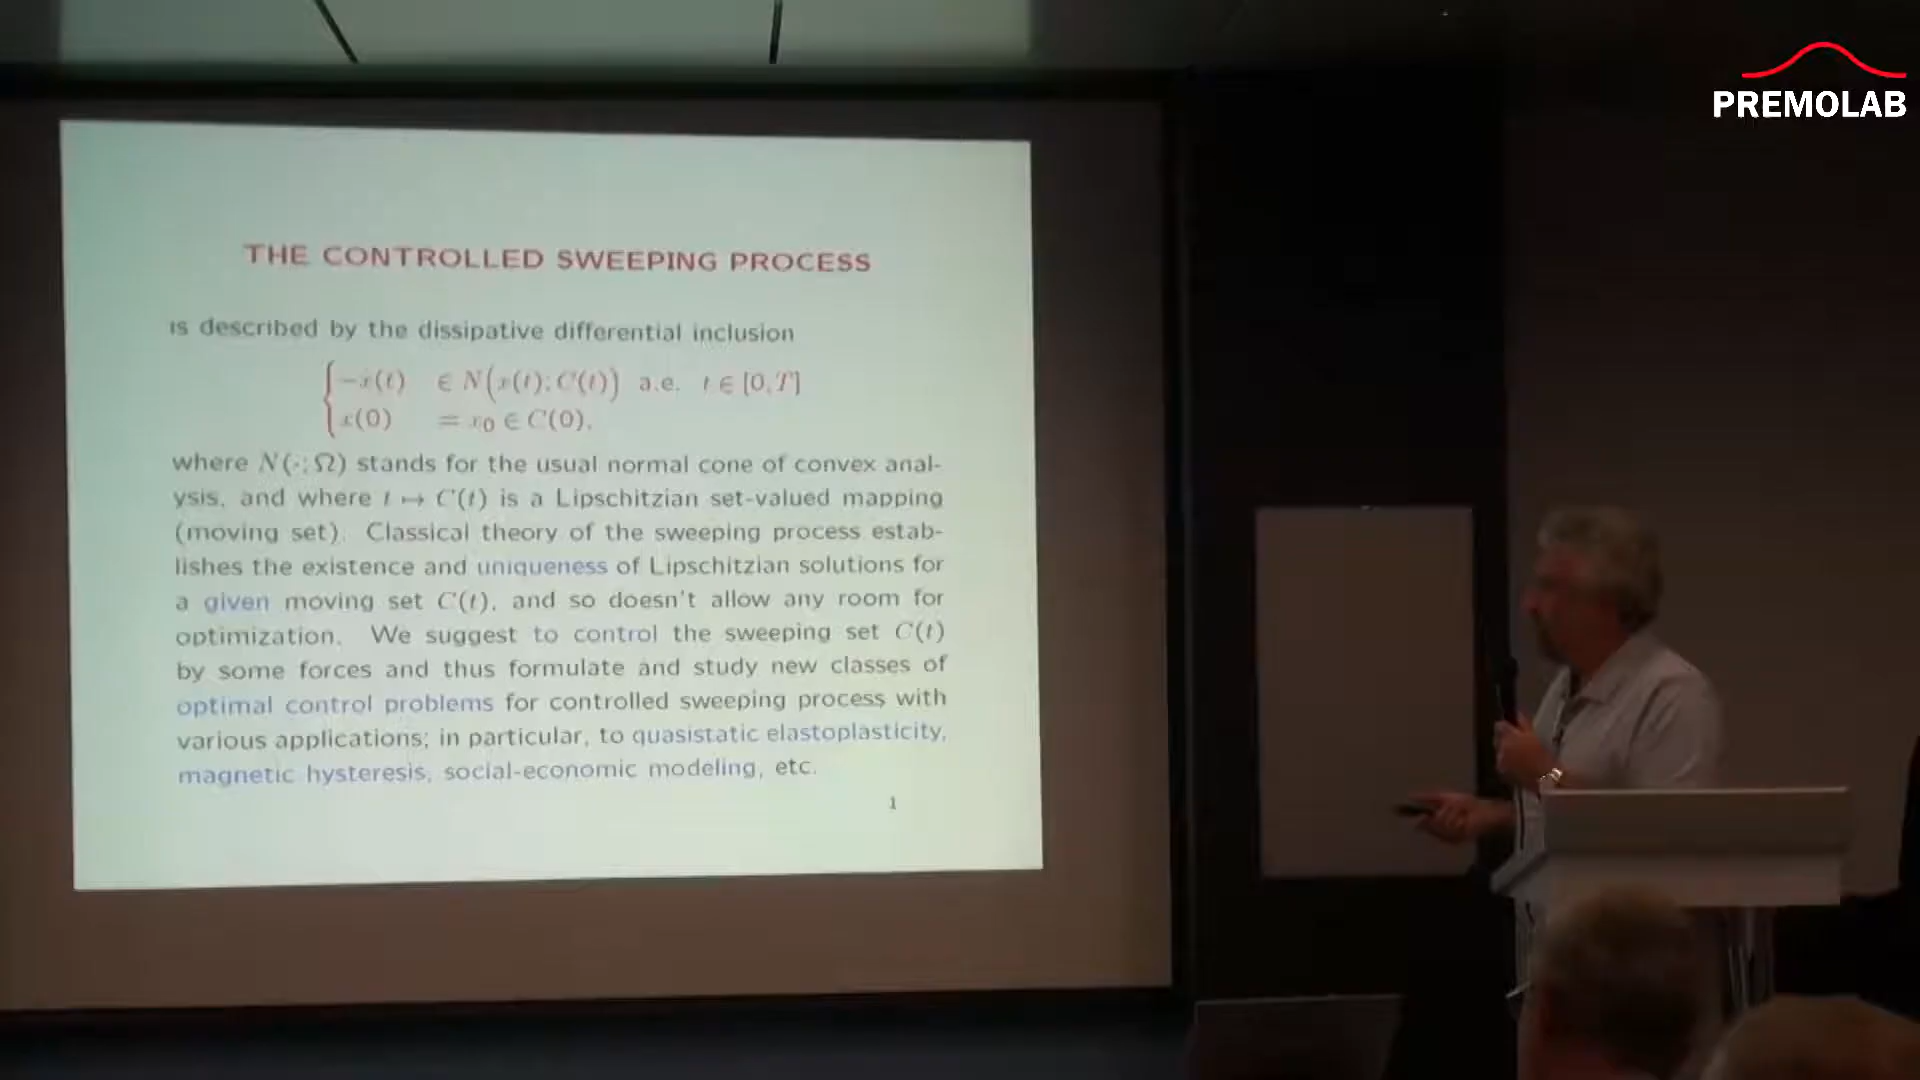 PREMOLAB
THE CONTROLLED SWEEPING PROCESS
is described by the dissipative differential inclusion
−ẋ(t) ∈ N(x(t); C(t)) a.e. t ∈ [0, T]
x(0) = x₀ ∈ C(0),
where N(·; Ω) stands for the usual normal cone of convex anal-
ysis, and where t ↦ C(t) is a Lipschitzian set-valued mapping
(moving set). Classical theory of the sweeping process estab-
lishes the existence and uniqueness of Lipschitzian solutions for
a given moving set C(t), and so doesn't allow any room for
optimization. We suggest to control the sweeping set C(t)
by some forces and thus formulate and study new classes of
optimal control problems for controlled sweeping process with
various applications; in particular, to quasistatic elastoplasticity,
magnetic hysteresis, social-economic modeling, etc.
1